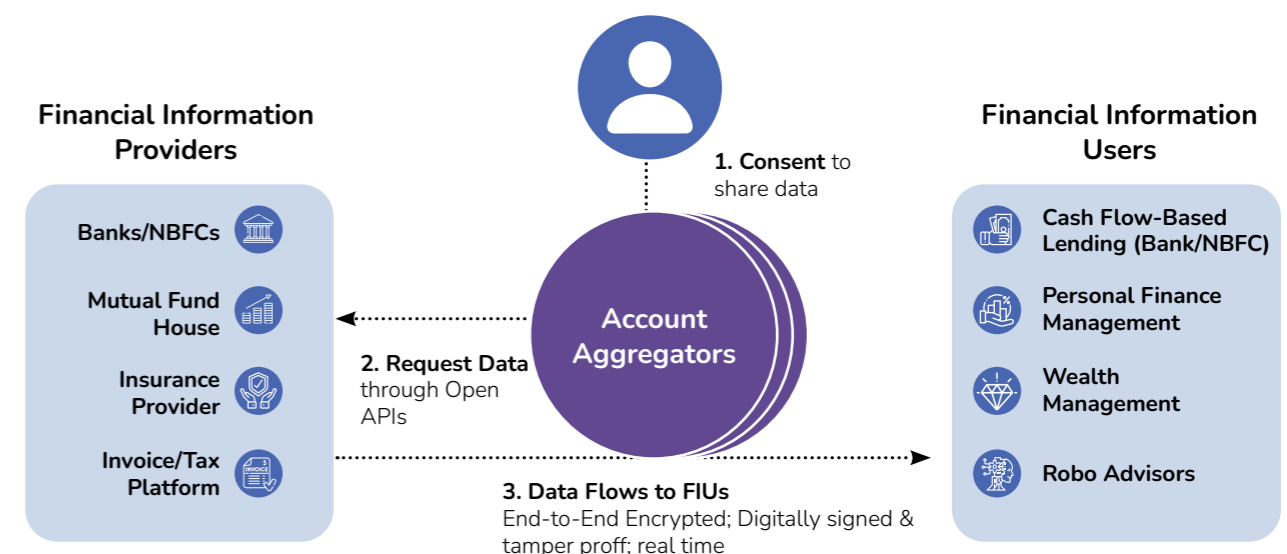 Financial Information
Providers
Banks/NBFCs
Mutual Fund
House
Insurance
Provider
Invoice/Tax
Platform
INVOICE
1. Consent to
share data
Account
Aggregators
2. Request Data
through Open
APIs
3. Data Flows to FIUs
End-to-End Encrypted; Digitally signed &
tamper proff; real time
Financial Information
Users
Cash Flow-Based
Lending (Bank/NBFC)
Personal Finance
Management
Wealth
Management
Robo Advisors